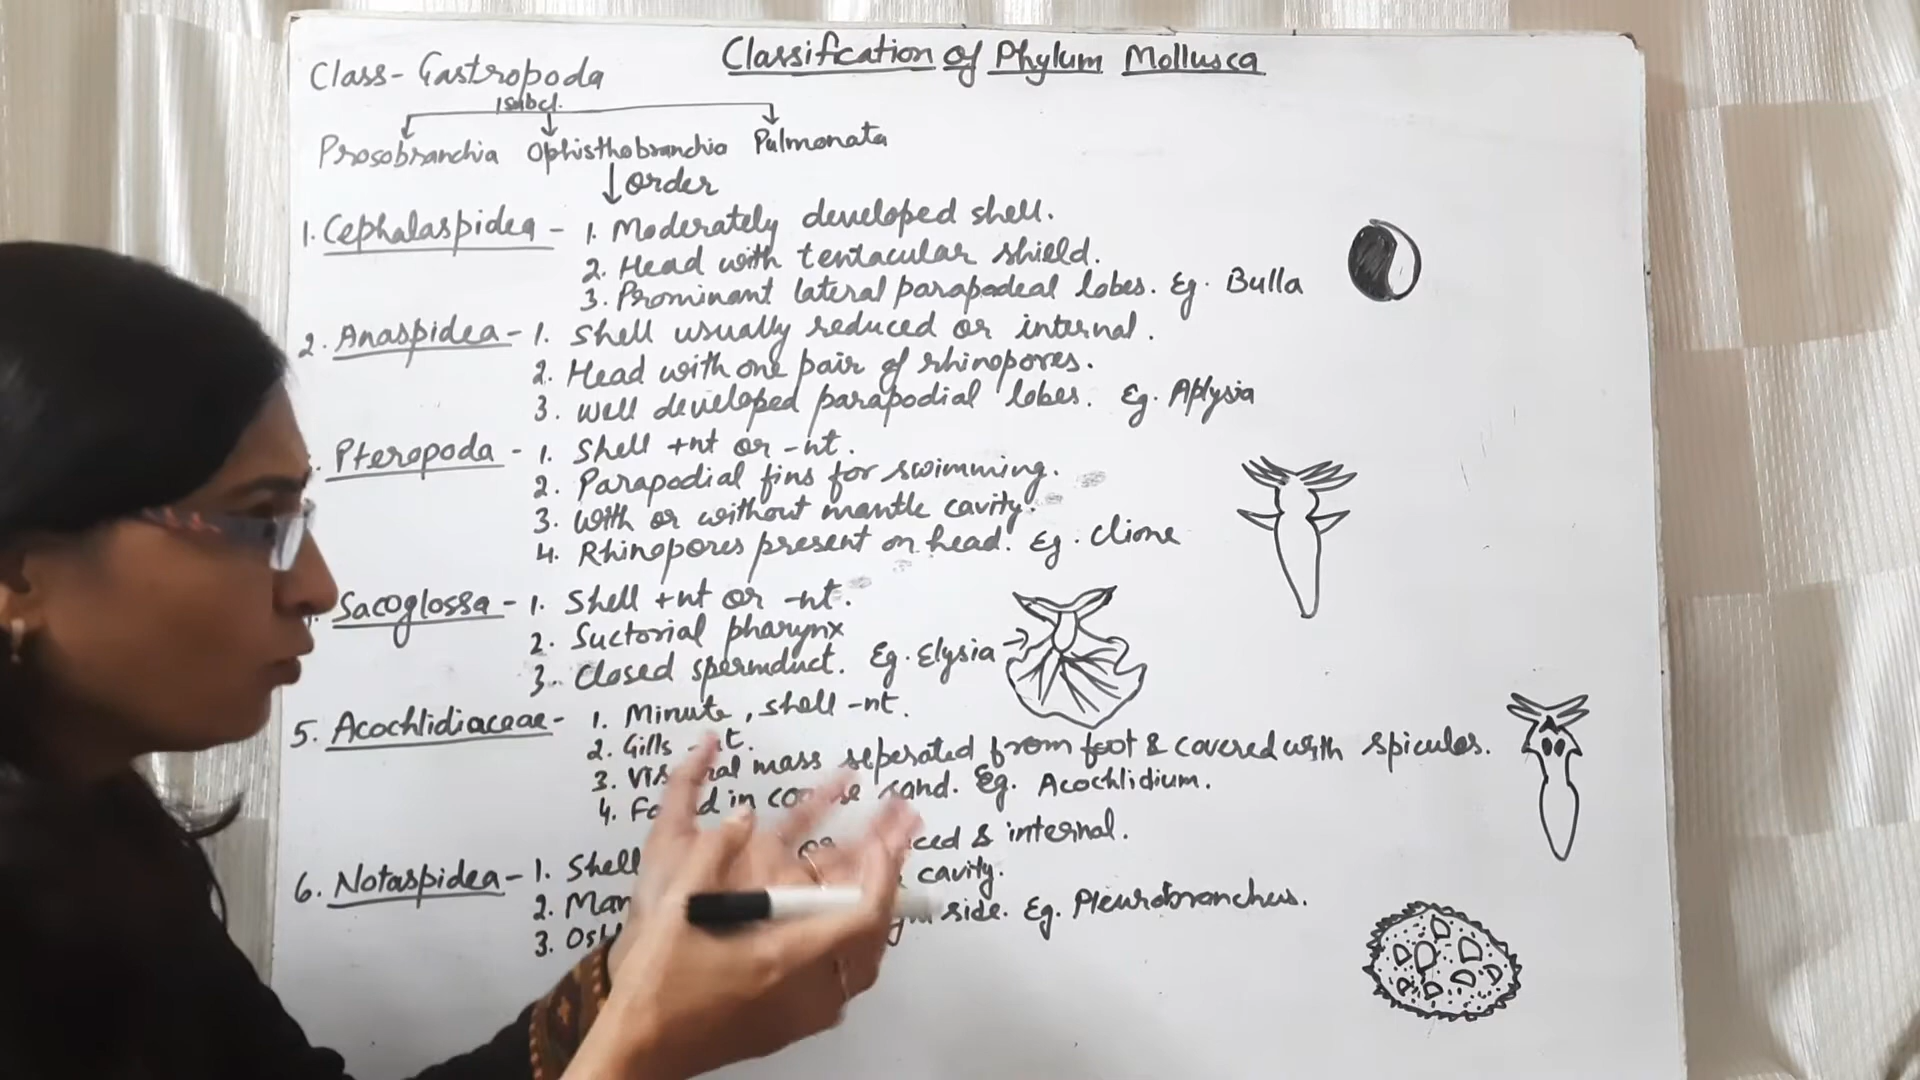 Classification of Phylum Mollusca
Class- Gastropoda
subcl.
Prosobranchia Ophisthobranchia Pulmonata
order
1. Cephalaspidea - 1. Moderately developed shell.
2. Head with tentacular shield.
3. Prominant lateral parapodeal lobes. Eg. Bulla
2. Anaspidea - 1. Shell usually reduced or internal.
2. Head with one pair of rhinopores.
3. Well developed parapodial lobes. Eg. Aplysia
Pteropoda - 1. Shell +nt or -nt.
2. Parapodial fins for swimming.
3. With or without mantle cavity.
4. Rhinopores present on head. Eg. Clione
Sacoglossa - 1. Shell +nt or -nt.
2. Suctorial pharynx
3. Closed spermduct. Eg. Elysia
5. Acochlidiaceae - 1. Minute, shell -nt.
2. Gills
3. mass seperated from foot & covered with spicules.
4. in sand. Eg. Acochlidium.
6. Notaspidea - 1. Shell & internal.
2. cavity.
3. side. Eg. Pleurobranchus.